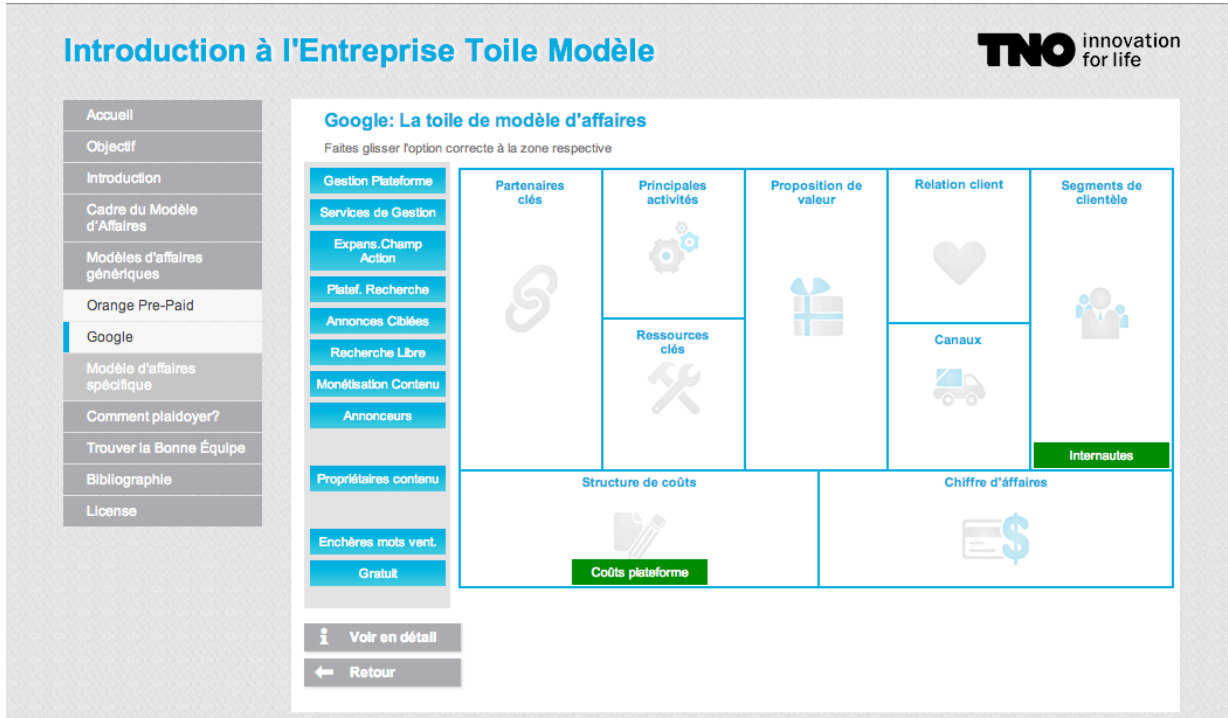 Introduction à l'Entreprise Toile Modèle
TNO innovation
for life
Accueil
Objectif
Introduction
Cadre du Modèle
d'Affaires
Modèles d'affaires
génériques
Orange Pre-Paid
Google
Modèle d'affaires
spécifique
Comment plaidoyer?
Trouver la Bonne Équipe
Bibliographie
License
Google: La toile de modèle d'affaires
Faites glisser l'option correcte à la zone respective
Gestion Plateforme
Services de Gestion
Expans.Champ
Action
Platef. Recherche
Annonces Ciblées
Recherche Libre
Monétisation Contenu
Annonceurs
Propriétaires contenu
Enchères mots vent.
Gratuit
Partenaires
clés
Principales
activités
Ressources
clés
Proposition de
valeur
Relation client
Canaux
Segments de
clientèle
Internautes
Structure de coûts
Coûts plateforme
Chiffre d'áffaires
$
i Voir en détail
Retour